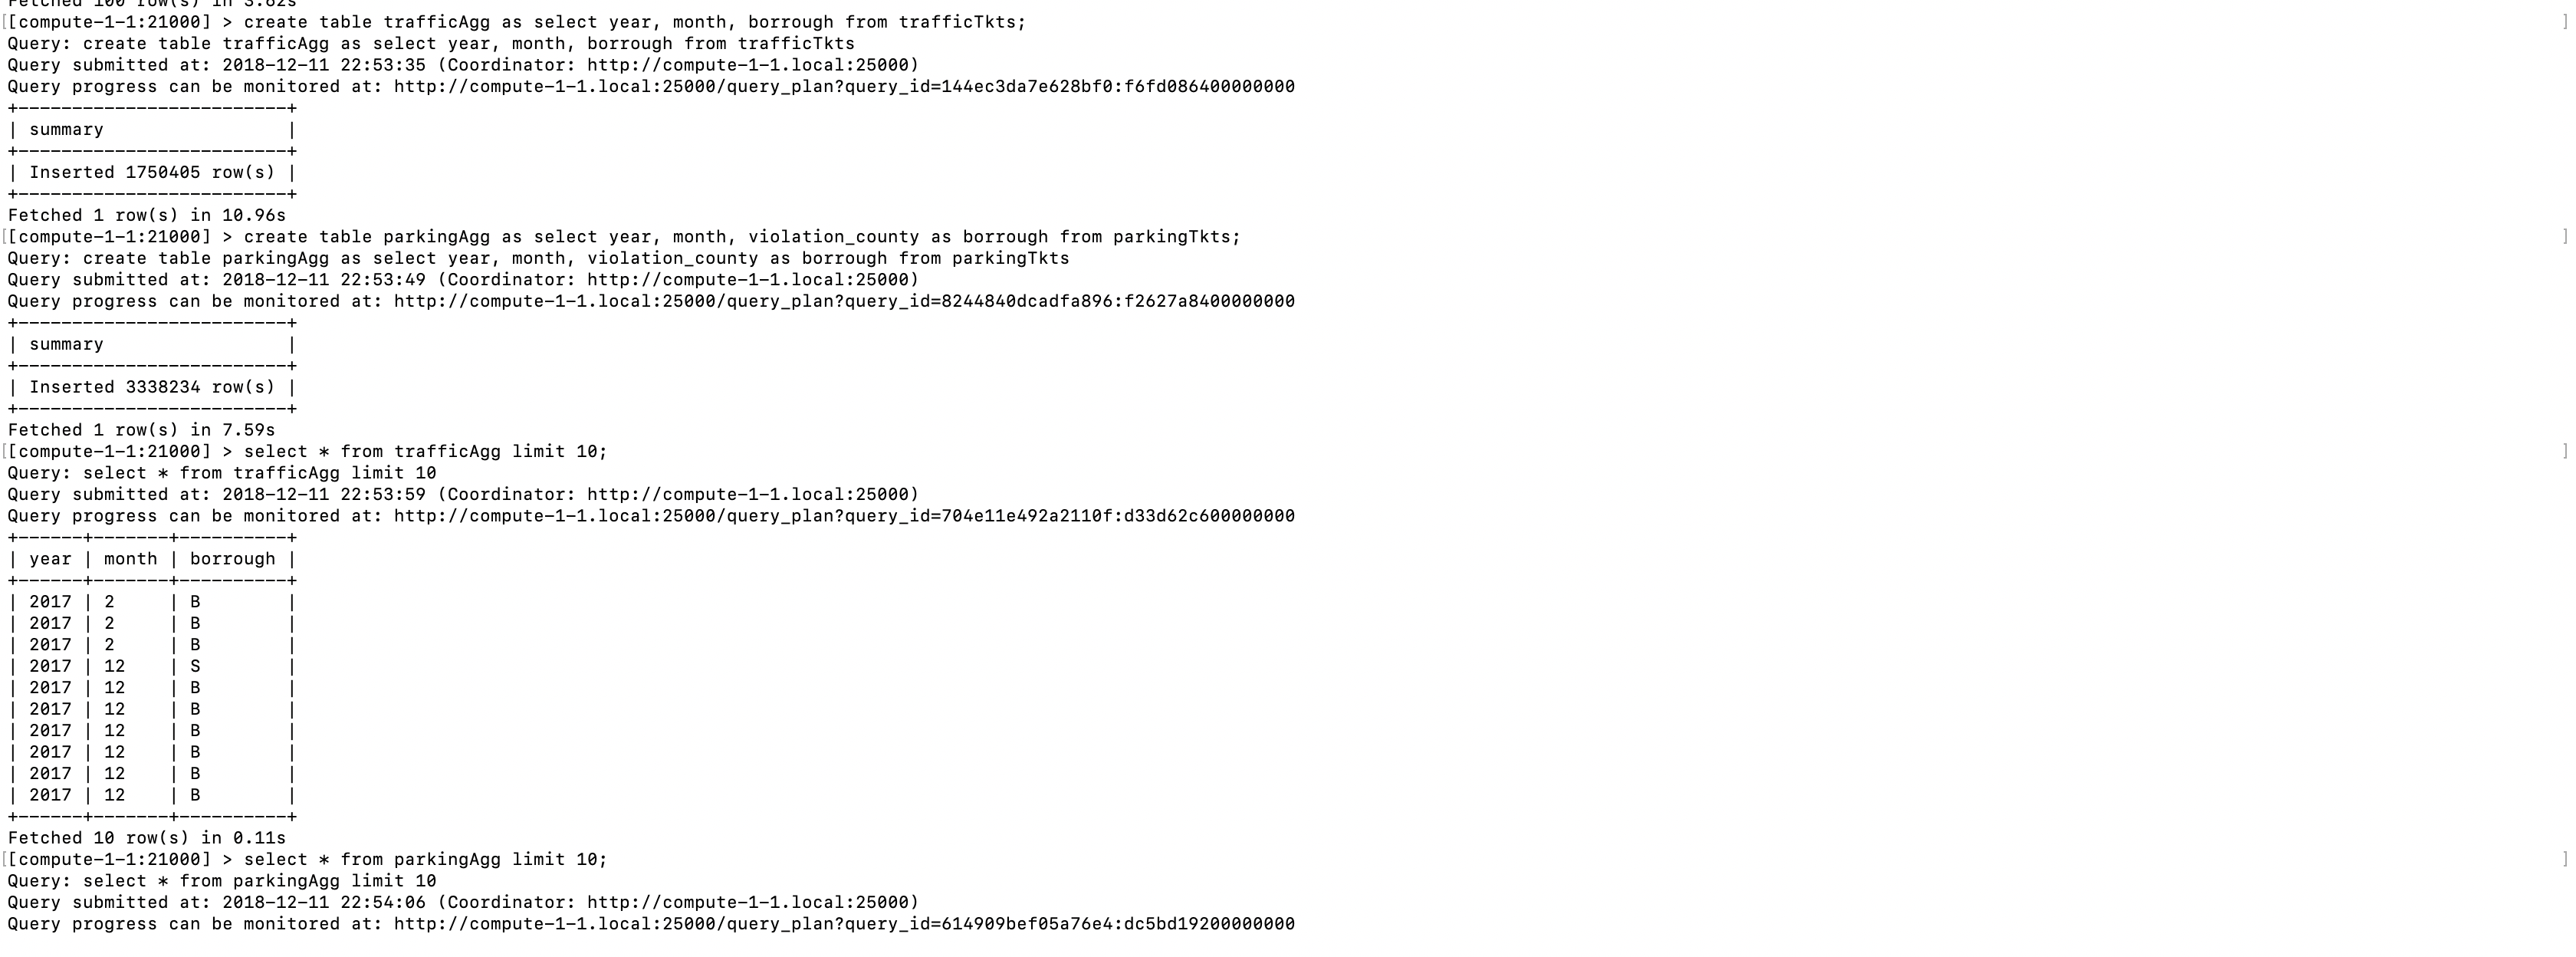 Fetched 100 row(s) in 3.62s
[[compute-1-1:21000] > create table trafficAgg as select year, month, borrough from trafficTkts; ]
Query: create table trafficAgg as select year, month, borrough from trafficTkts
Query submitted at: 2018-12-11 22:53:35 (Coordinator: http://compute-1-1.local:25000)
Query progress can be monitored at: http://compute-1-1.local:25000/query_plan?query_id=144ec3da7e628bf0:f6fd086400000000
+-------------------------+
| summary                 |
+-------------------------+
| Inserted 1750405 row(s) |
+-------------------------+
Fetched 1 row(s) in 10.96s
[[compute-1-1:21000] > create table parkingAgg as select year, month, violation_county as borrough from parkingTkts; ]
Query: create table parkingAgg as select year, month, violation_county as borrough from parkingTkts
Query submitted at: 2018-12-11 22:53:49 (Coordinator: http://compute-1-1.local:25000)
Query progress can be monitored at: http://compute-1-1.local:25000/query_plan?query_id=8244840dcadfa896:f2627a8400000000
+-------------------------+
| summary                 |
+-------------------------+
| Inserted 3338234 row(s) |
+-------------------------+
Fetched 1 row(s) in 7.59s
[[compute-1-1:21000] > select * from trafficAgg limit 10; ]
Query: select * from trafficAgg limit 10
Query submitted at: 2018-12-11 22:53:59 (Coordinator: http://compute-1-1.local:25000)
Query progress can be monitored at: http://compute-1-1.local:25000/query_plan?query_id=704e11e492a2110f:d33d62c600000000
+------+-------+----------+
| year | month | borrough |
+------+-------+----------+
| 2017 | 2     | B        |
| 2017 | 2     | B        |
| 2017 | 2     | B        |
| 2017 | 12    | S        |
| 2017 | 12    | B        |
| 2017 | 12    | B        |
| 2017 | 12    | B        |
| 2017 | 12    | B        |
| 2017 | 12    | B        |
| 2017 | 12    | B        |
+------+-------+----------+
Fetched 10 row(s) in 0.11s
[[compute-1-1:21000] > select * from parkingAgg limit 10; ]
Query: select * from parkingAgg limit 10
Query submitted at: 2018-12-11 22:54:06 (Coordinator: http://compute-1-1.local:25000)
Query progress can be monitored at: http://compute-1-1.local:25000/query_plan?query_id=614909bef05a76e4:dc5bd19200000000